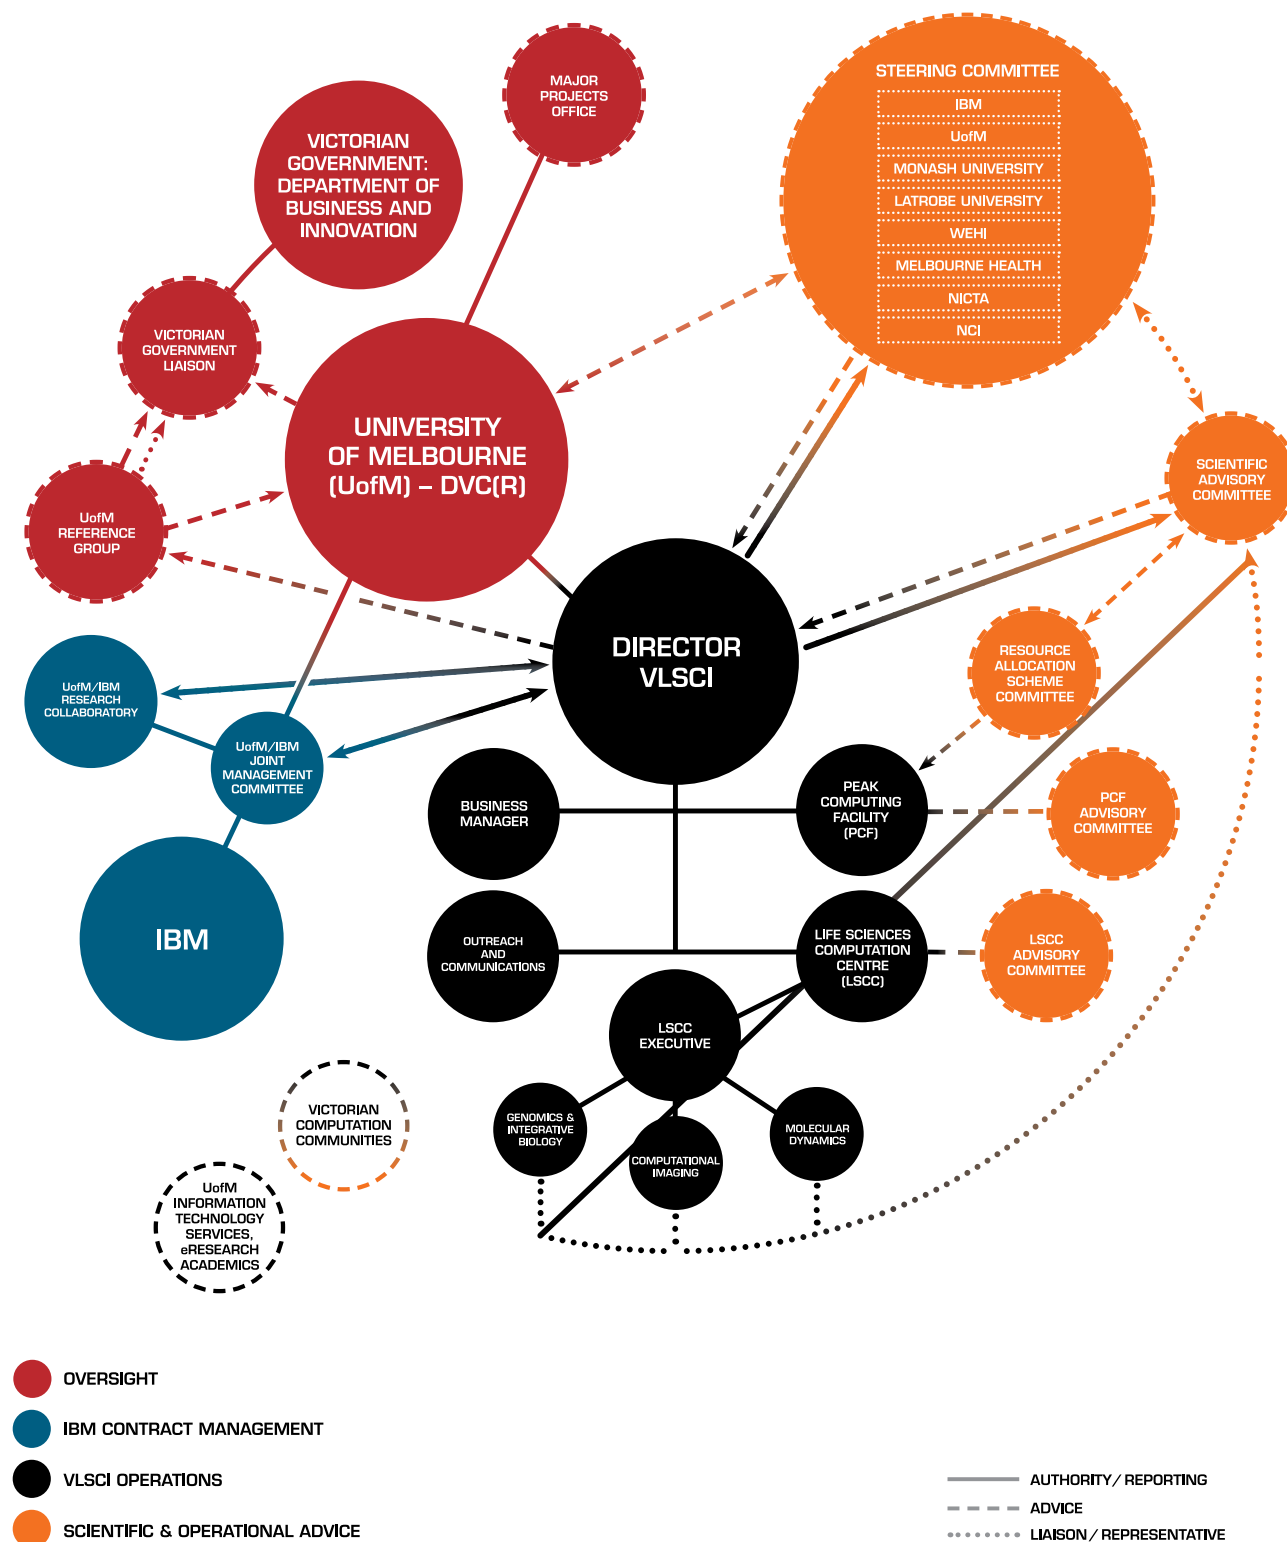 MAJOR
PROJECTS
OFFICE
STEERING COMMITTEE
IBM
UofM
MONASH UNIVERSITY
LATROBE UNIVERSITY
WEHI
MELBOURNE HEALTH
NICTA
NCI
VICTORIAN
GOVERNMENT:
DEPARTMENT OF
BUSINESS AND
INNOVATION
VICTORIAN
GOVERNMENT
LIAISON
UNIVERSITY
OF MELBOURNE
(UofM) – DVC(R)
SCIENTIFIC
ADVISORY
COMMITTEE
UofM
REFERENCE
GROUP
DIRECTOR
VLSCI
RESOURCE
ALLOCATION
SCHEME
COMMITTEE
UofM/IBM
RESEARCH
COLLABORATORY
UofM/IBM
JOINT
MANAGEMENT
COMMITTEE
BUSINESS
MANAGER
PEAK
COMPUTING
FACILITY
(PCF)
PCF
ADVISORY
COMMITTEE
IBM
OUTREACH
AND
COMMUNICATIONS
LIFE SCIENCES
COMPUTATION
CENTRE
(LSCC)
LSCC
ADVISORY
COMMITTEE
LSCC
EXECUTIVE
GENOMICS &
INTEGRATIVE
BIOLOGY
COMPUTATIONAL
IMAGING
MOLECULAR
DYNAMICS
VICTORIAN
COMPUTATION
COMMUNITIES
UofM
INFORMATION
TECHNOLOGY
SERVICES,
eRESEARCH
ACADEMICS
OVERSIGHT
IBM CONTRACT MANAGEMENT
VLSCI OPERATIONS
SCIENTIFIC & OPERATIONAL ADVICE
AUTHORITY/ REPORTING
ADVICE
LIAISON / REPRESENTATIVE